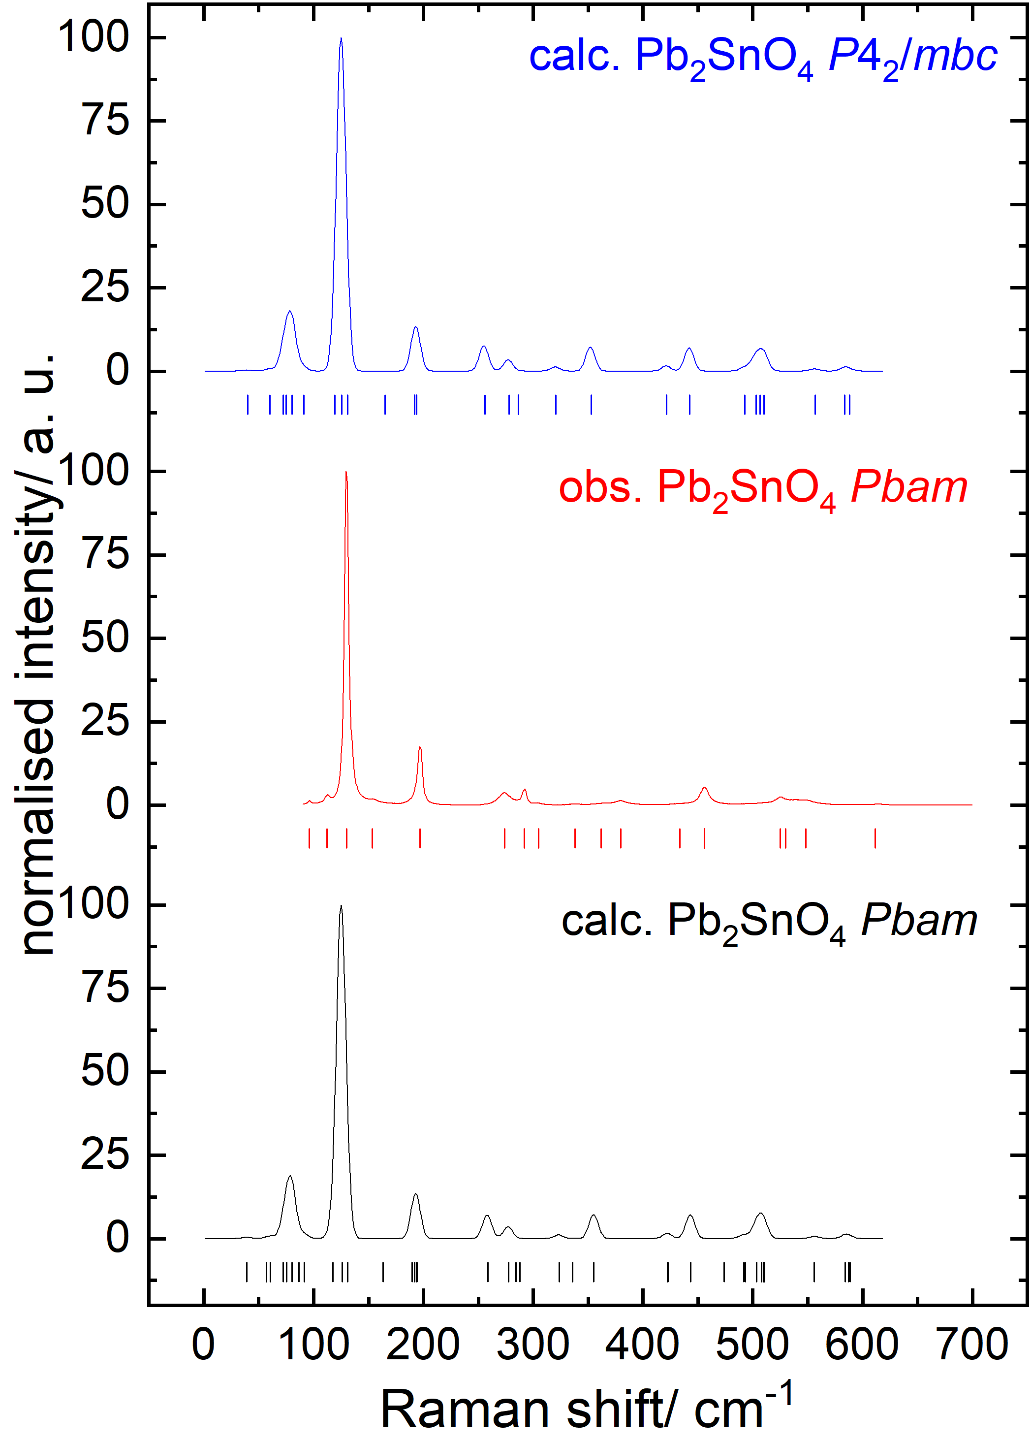 calc. Pb₂SnO₄ P4₂/mbc
100
75
50
25
0
obs. Pb₂SnO₄ Pbam
100
75
50
25
0
calc. Pb₂SnO₄ Pbam
100
75
50
25
0
normalised intensity/ a. u.
0 100 200 300 400 500 600 700
Raman shift/ cm⁻¹